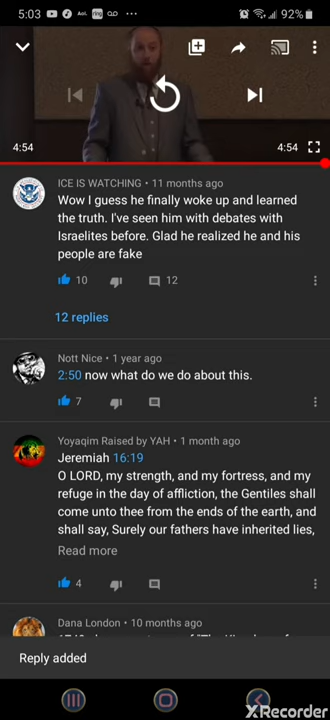 5:03
Aol.
ring
92%
4:54
4:54
ICE IS WATCHING • 11 months ago
Wow I guess he finally woke up and learned
the truth. I've seen him with debates with
Israelites before. Glad he realized he and his
people are fake
10
12
12 replies
Nott Nice • 1 year ago
2:50 now what do we do about this.
7
Yoyaqim Raised by YAH • 1 month ago
Jeremiah 16:19
O LORD, my strength, and my fortress, and my
refuge in the day of affliction, the Gentiles shall
come unto thee from the ends of the earth, and
shall say, Surely our fathers have inherited lies,
Read more
4
Dana London • 10 months ago
Reply added
XRecorder